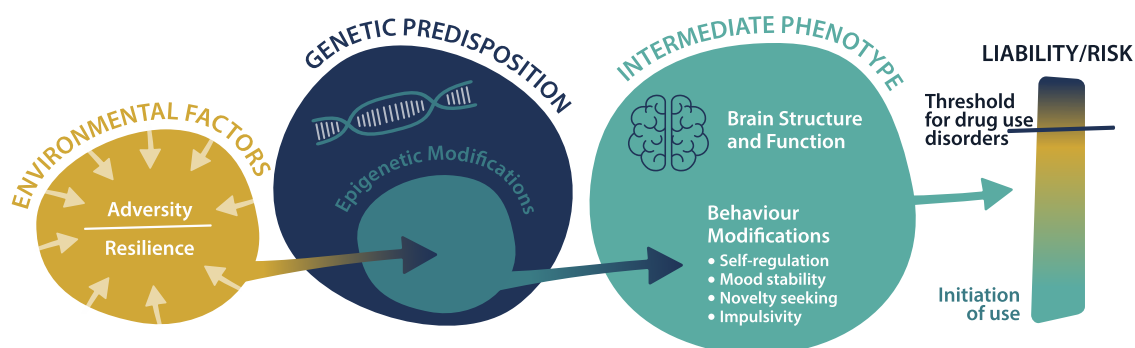 ENVIRONMENTAL FACTORS
Adversity
Resilience
GENETIC PREDISPOSITION
Epigenetic Modifications
INTERMEDIATE PHENOTYPE
Brain Structure
and Function
Behaviour
Modifications
• Self-regulation
• Mood stability
• Novelty seeking
• Impulsivity
LIABILITY/RISK
Threshold
for drug use
disorders
Initiation
of use